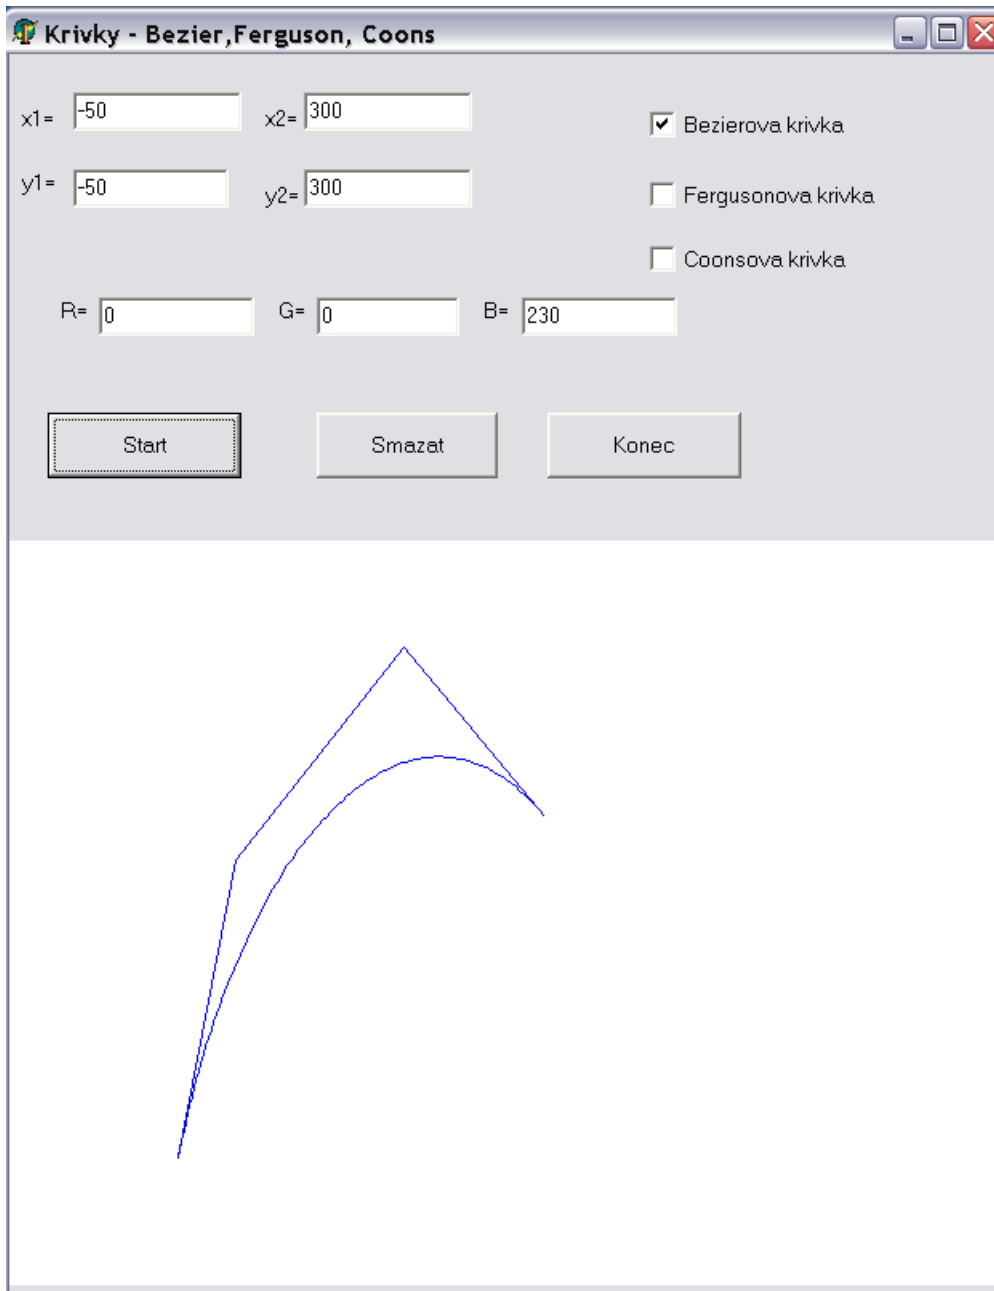 Krivky - Bezier,Ferguson, Coons
x1= -50 x2= 300
Bezierova krivka
y1= -50 y2= 300
Fergusonova krivka
Coonsova krivka
R= 0 G= 0 B= 230
Start Smazat Konec